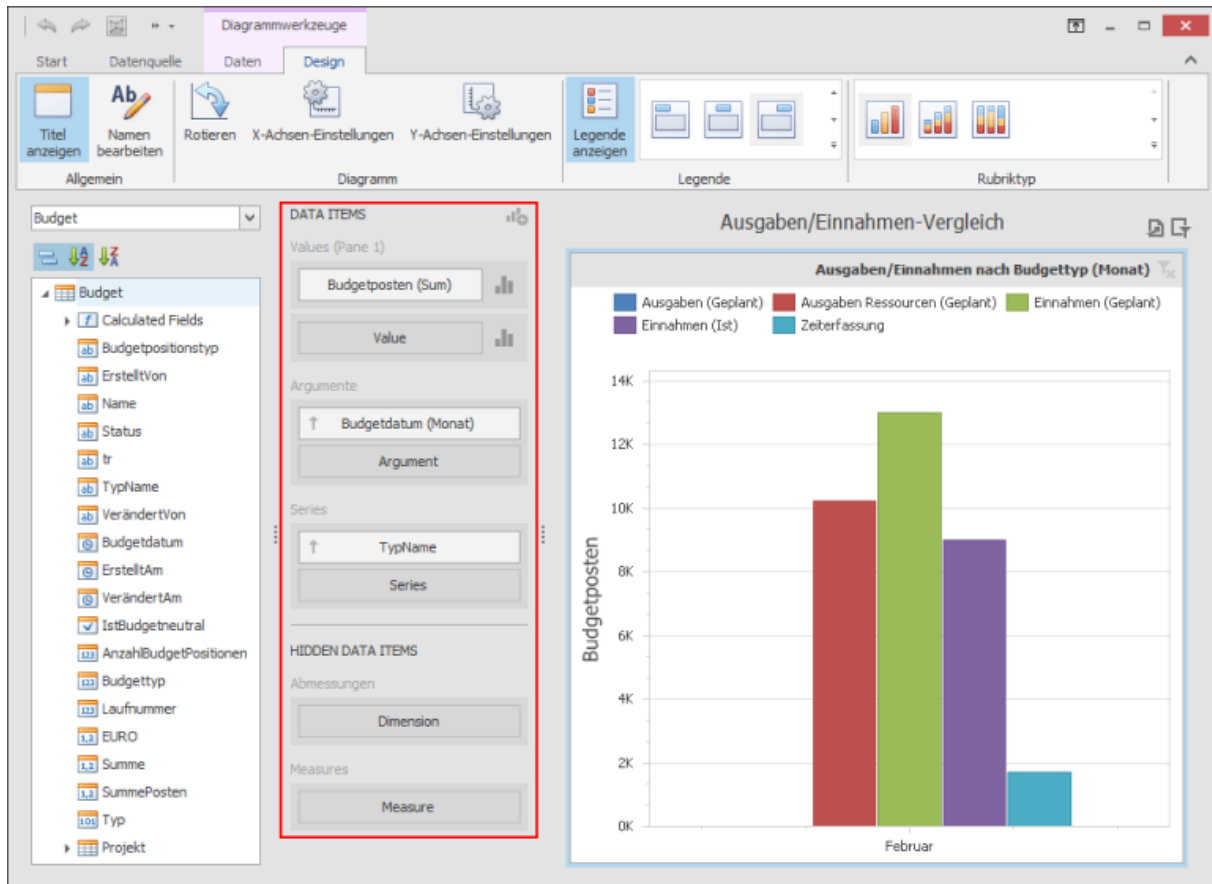 Diagrammwerkzeuge
Start Datenquelle Daten Design
Titel anzeigen
Namen bearbeiten
Rotieren
X-Achsen-Einstellungen
Y-Achsen-Einstellungen
Legende anzeigen
Allgemein Diagramm Legende Rubriktyp
Budget
Budget
Calculated Fields
Budgetpositionstyp
ErstelltVon
Name
Status
tr
TypName
VerändertVon
Budgetdatum
ErstelltAm
VerändertAm
IstBudgetneutral
AnzahlBudgetPositionen
Budgettyp
Laufnummer
EURO
Summe
SummePosten
Typ
Projekt
DATA ITEMS
Values (Pane 1)
Budgetposten (Sum)
Value
Argumente
Budgetdatum (Monat)
Argument
Series
TypName
Series
HIDDEN DATA ITEMS
Abmessungen
Dimension
Measures
Measure
Ausgaben/Einnahmen-Vergleich
Ausgaben/Einnahmen nach Budgettyp (Monat)
Ausgaben (Geplant) Ausgaben Ressourcen (Geplant) Einnahmen (Geplant)
Einnahmen (Ist) Zeiterfassung
Budgetposten
14K
12K
10K
8K
6K
4K
2K
0K
Februar